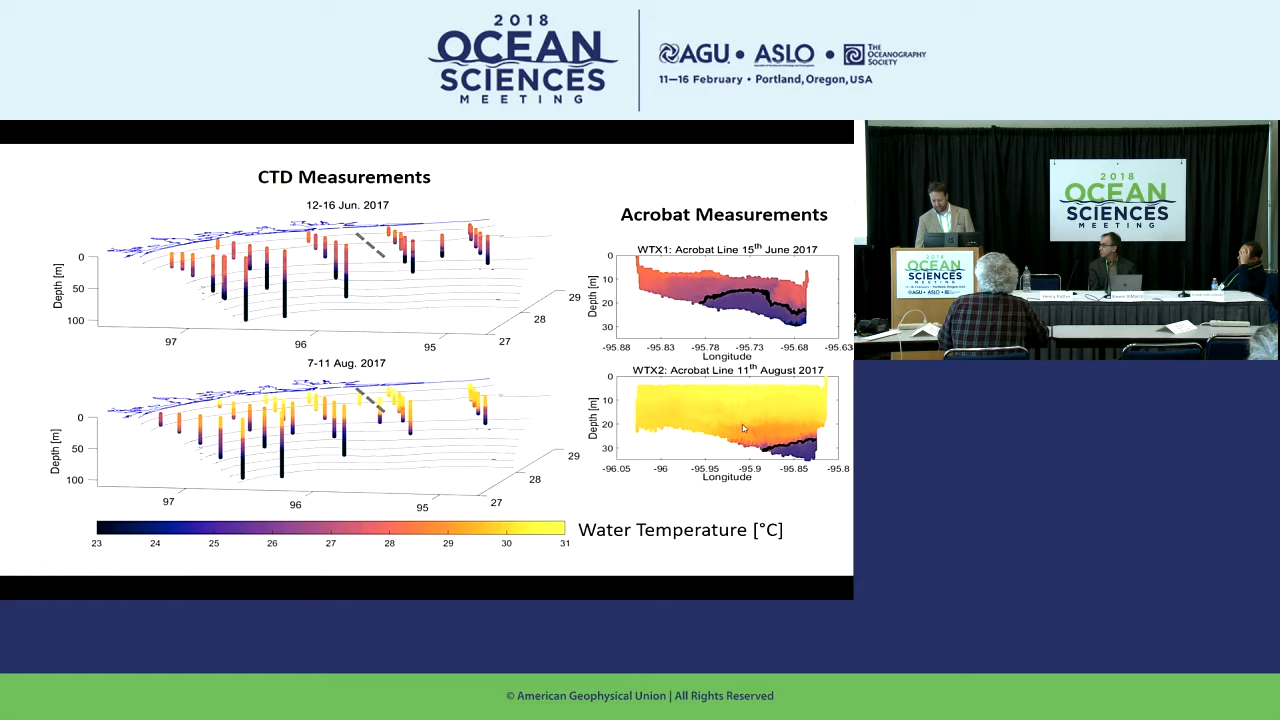 2018
OCEAN
SCIENCES
MEETING
AGU • ASLO • THE OCEANOGRAPHY SOCIETY
11–16 February • Portland, Oregon, USA
CTD Measurements
12-16 Jun. 2017
Depth [m]
0
50
100
97
96
95
27
28
29
7-11 Aug. 2017
Depth [m]
0
50
100
97
96
95
27
28
29
23 24 25 26 27 28 29 30 31
Water Temperature [°C]
Acrobat Measurements
WTX1: Acrobat Line 15th June 2017
Depth [m]
0
10
20
30
-95.88 -95.83 -95.78 -95.73 -95.68 -95.63
Longitude
WTX2: Acrobat Line 11th August 2017
Depth [m]
0
10
20
30
-96.05 -96 -95.95 -95.9 -95.85 -95.8
Longitude
2018
OCEAN
SCIENCES
MEETING
2018
OCEAN
SCIENCES
MEETING
Henry Potter
© American Geophysical Union | All Rights Reserved